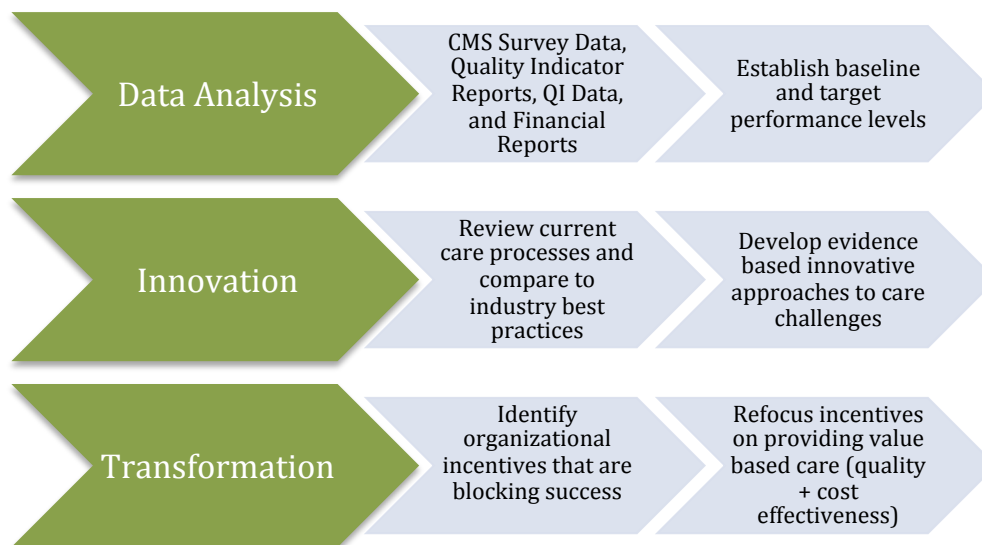 Data Analysis
CMS Survey Data,
Quality Indicator
Reports, QI Data,
and Financial
Reports
Establish baseline
and target
performance levels
Innovation
Review current
care processes and
compare to
industry best
practices
Develop evidence
based innovative
approaches to care
challenges
Transformation
Identify
organizational
incentives that are
blocking success
Refocus incentives
on providing value
based care (quality
+ cost
effectiveness)